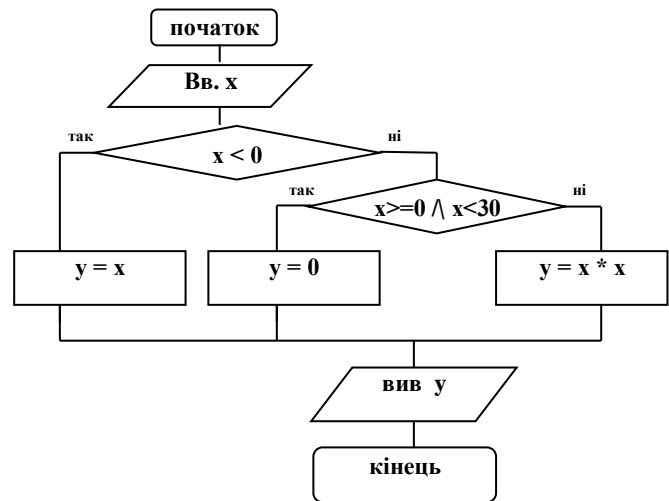 початок
Вв. x
так
ні
x < 0
так
ні
x>=0 /\ x<30
y = x
y = 0
y = x * x
вив y
кінець